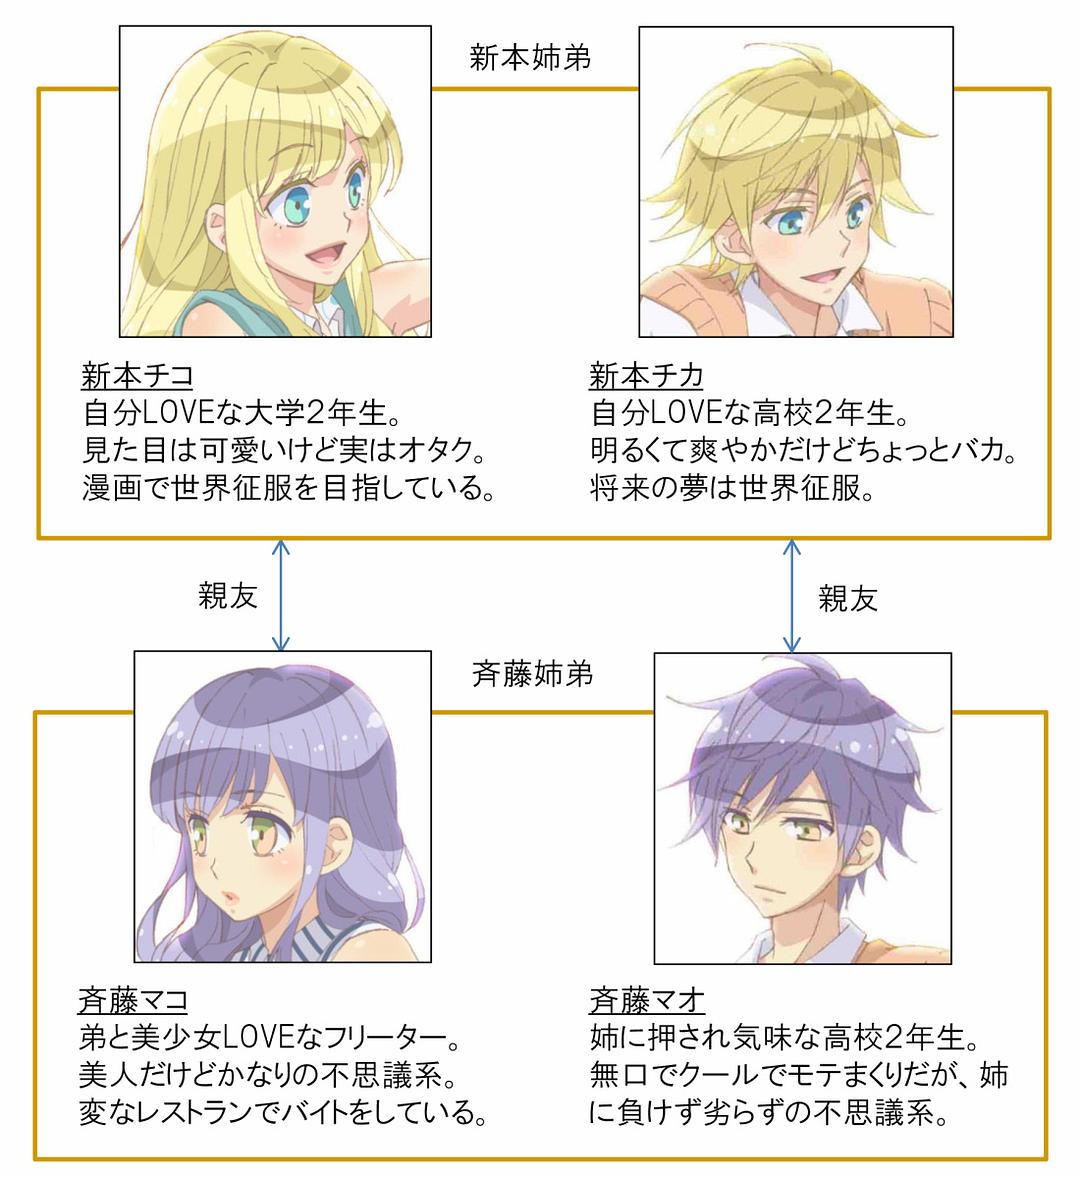 新本姉弟
新本チコ
自分LOVEな大学2年生。
見た目は可愛いけど実はオタク。
漫画で世界征服を目指している。
新本チカ
自分LOVEな高校2年生。
明るくて爽やかだけどちょっとバカ。
将来の夢は世界征服。
親友
親友
斉藤姉弟
斉藤マコ
弟と美少女LOVEなフリーター。
美人だけどかなりの不思議系。
変なレストランでバイトをしている。
斉藤マオ
姉に押され気味な高校2年生。
無口でクールでモテまくりだが、姉
に負けず劣らずの不思議系。